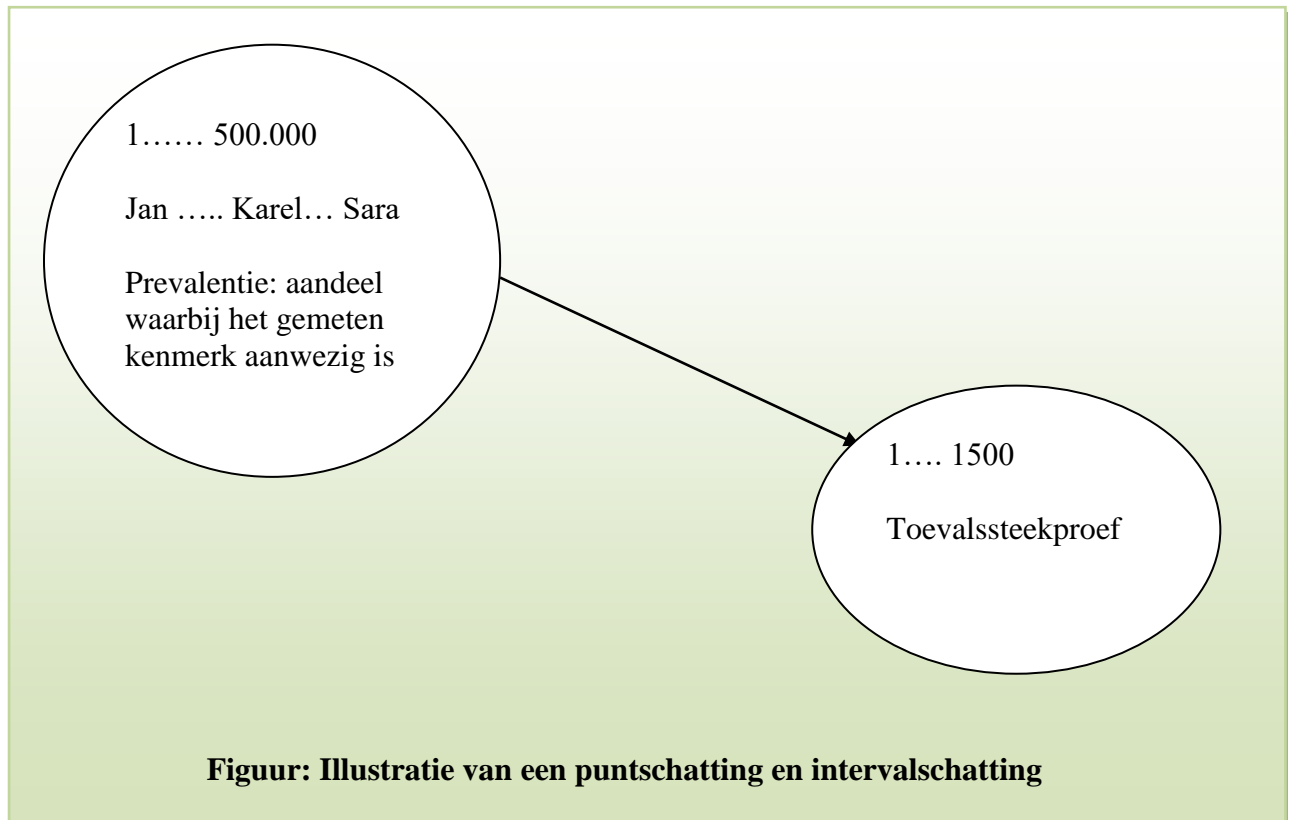 1…… 500.000
Jan ….. Karel… Sara
Prevalentie: aandeel
waarbij het gemeten
kenmerk aanwezig is
1…. 1500
Toevalssteekproef
Figuur: Illustratie van een puntschatting en intervalschatting